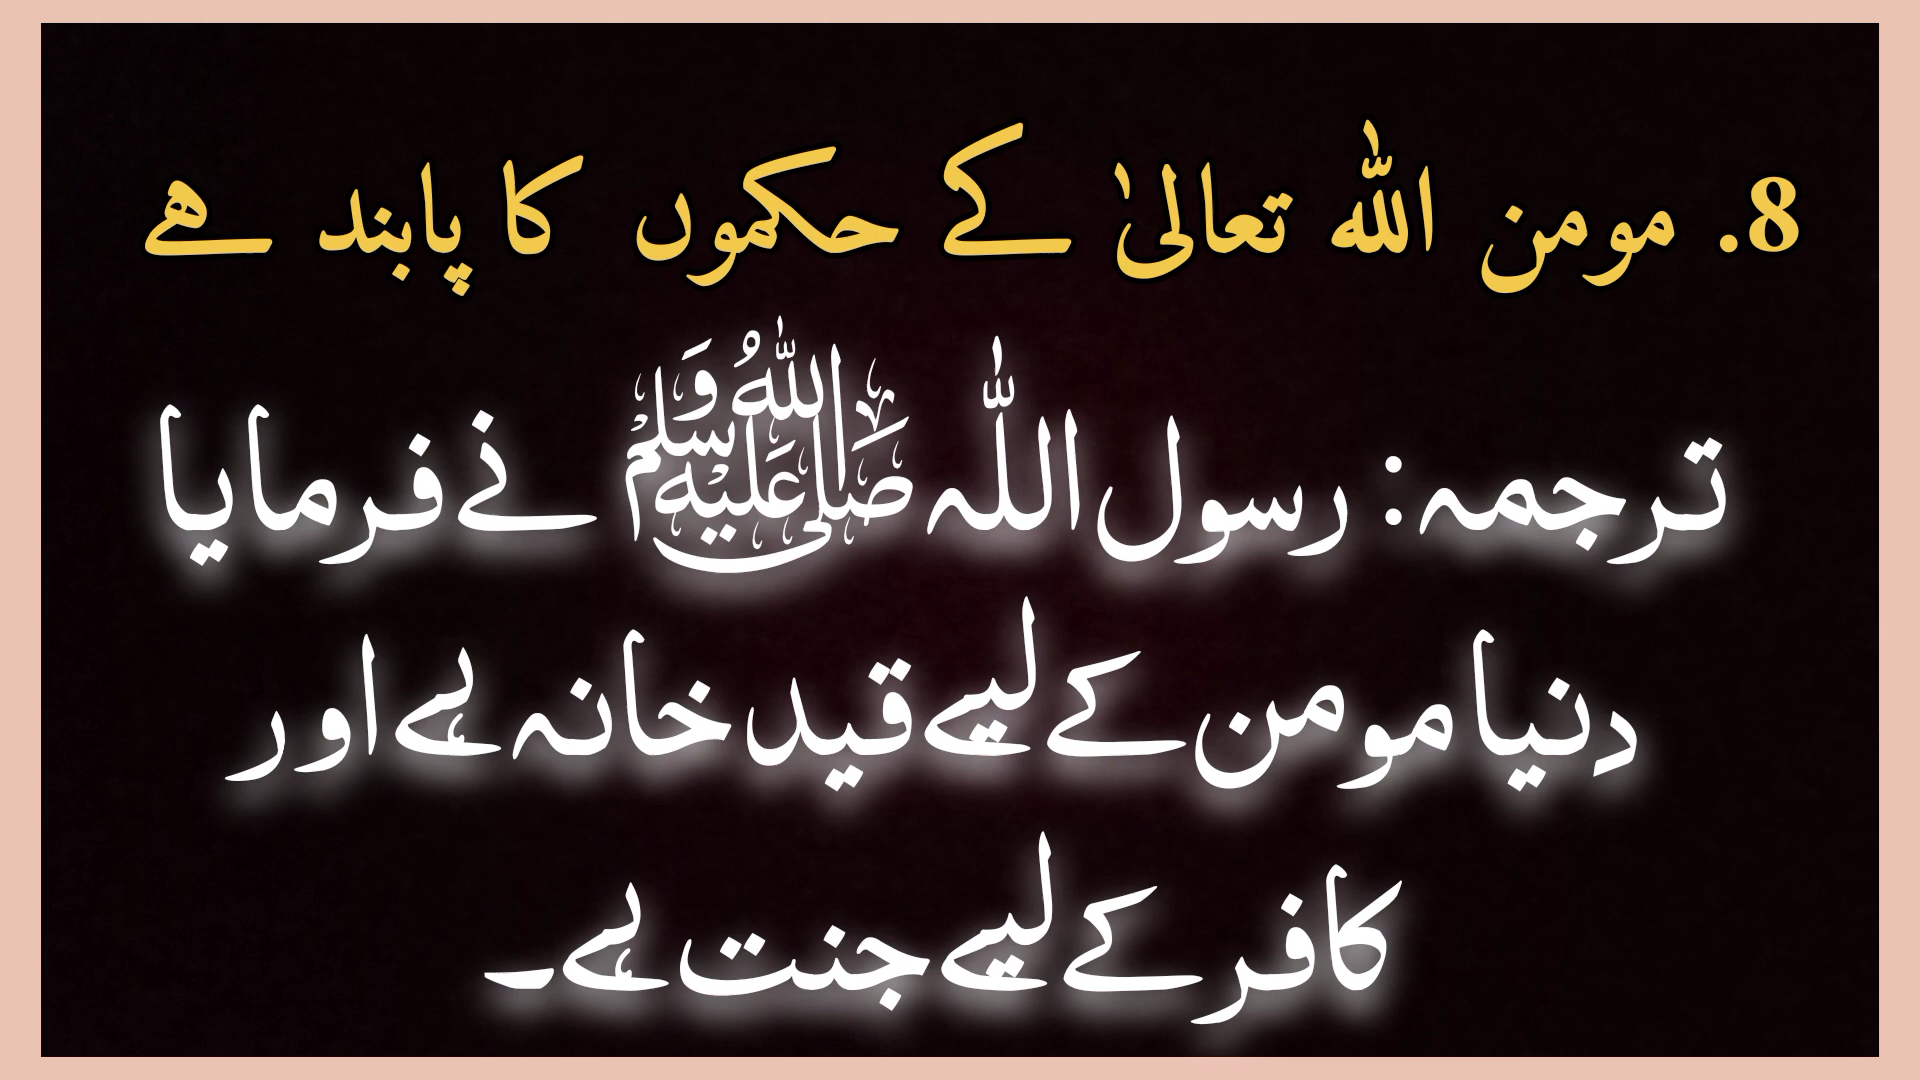 8. مومن اللہ تعالیٰ کے حکموں کا پابند ہے
ترجمہ: رسول اللہ ﷺ نے فرمایا
دنیا مومن کے لیے قید خانہ ہے اور
کافر کے لیے جنت ہے۔